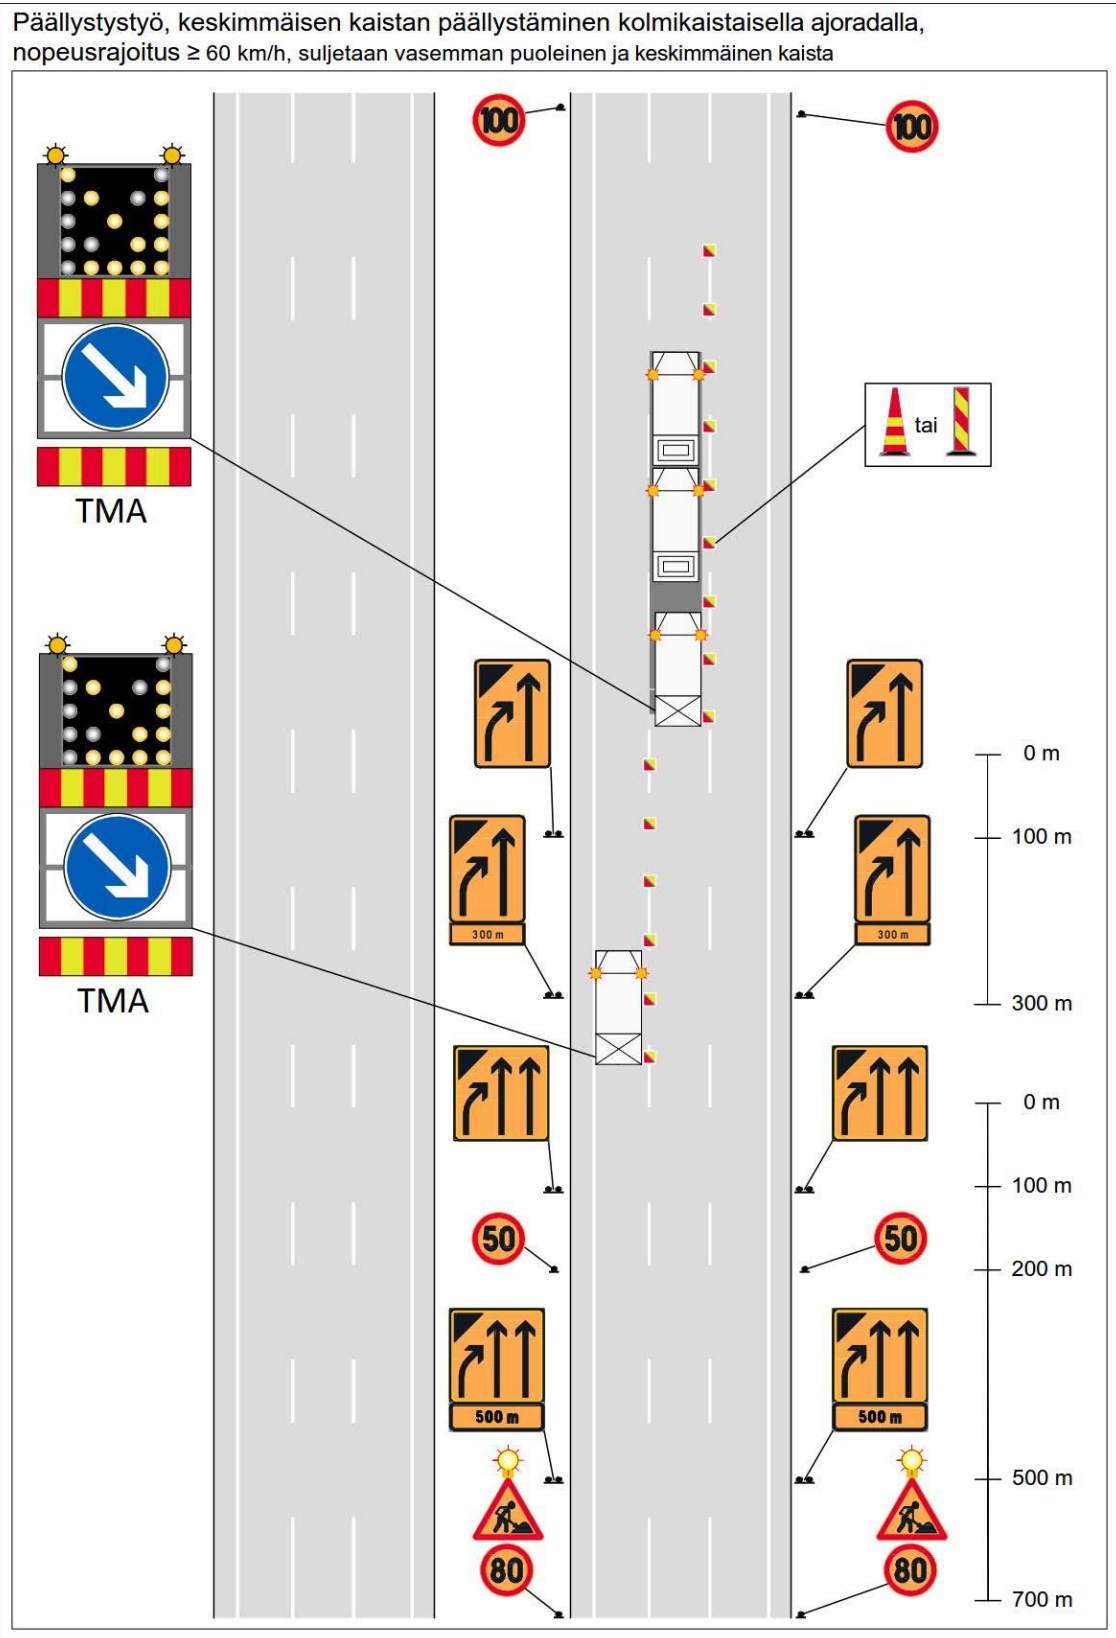 Päällystystyö, keskimmäisen kaistan päällystäminen kolmikaistaisella ajoradalla,
nopeusrajoitus ≥ 60 km/h, suljetaan vasemman puoleinen ja keskimmäinen kaista
100
100
tai
TMA
0 m
100 m
300 m
300 m
300 m
TMA
0 m
100 m
50
50
200 m
500 m
500 m
500 m
80
80
700 m